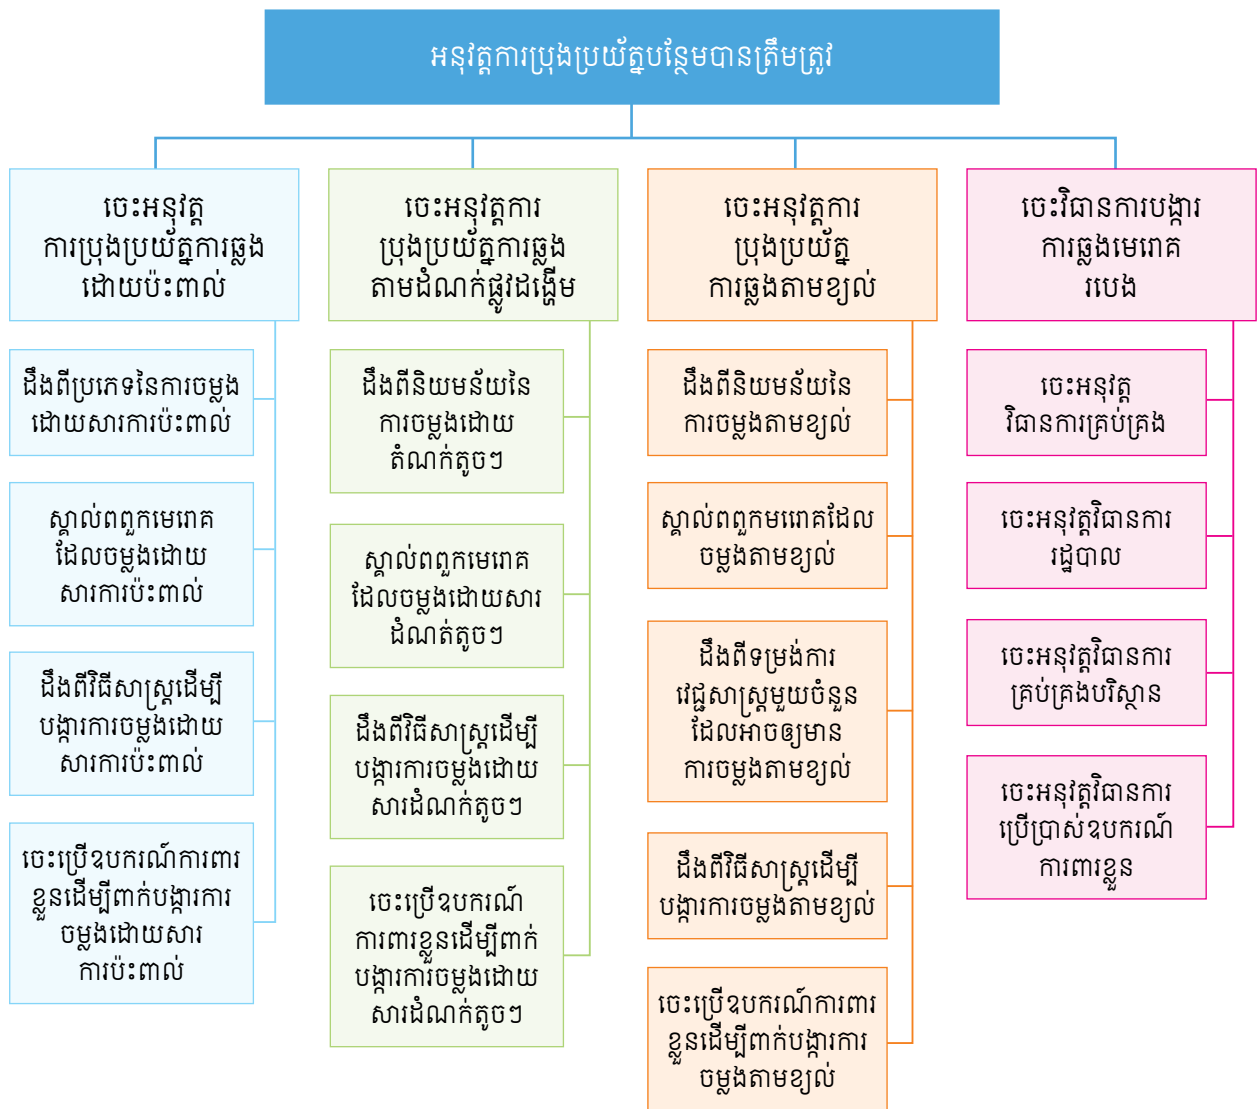 អនុវត្តការប្រុងប្រយ័ត្នបន្ថែមបានត្រឹមត្រូវ
ចេះអនុវត្ត
ការប្រុងប្រយ័ត្នការឆ្លង
ដោយប៉ះពាល់
ដឹងពីប្រភេទនៃការចម្លង
ដោយសារការប៉ះពាល់
ស្គាល់ពពួកមេរោគ
ដែលចម្លងដោយ
សារការប៉ះពាល់
ដឹងពីវិធីសាស្ត្រដើម្បី
បង្ការការចម្លងដោយ
សារការប៉ះពាល់
ចេះប្រើឧបករណ៍ការពារ
ខ្លួនដើម្បីពាក់បង្ការការ
ចម្លងដោយសារ
ការប៉ះពាល់
ចេះអនុវត្តការ
ប្រុងប្រយ័ត្នការឆ្លង
តាមដំណក់ផ្លូវដង្ហើម
ដឹងពីនិយមន័យនៃ
ការចម្លងដោយ
តំណក់តូចៗ
ស្គាល់ពពួកមេរោគ
ដែលចម្លងដោយសារ
ដំណត់តូចៗ
ដឹងពីវិធីសាស្ត្រដើម្បី
បង្ការការចម្លងដោយ
សារដំណក់តូចៗ
ចេះប្រើឧបករណ៍
ការពារខ្លួនដើម្បីពាក់
បង្ការការចម្លងដោយ
សារដំណក់តូចៗ
ចេះអនុវត្តការ
ប្រុងប្រយ័ត្ន
ការឆ្លងតាមខ្យល់
ដឹងពីនិយមន័យនៃ
ការចម្លងតាមខ្យល់
ស្គាល់ពពួកមរោគដែល
ចម្លងតាមខ្យល់
ដឹងពីទម្រង់ការ
វេជ្ជសាស្ត្រមួយចំនួន
ដែលអាចឲ្យមាន
ការចម្លងតាមខ្យល់
ដឹងពីវិធីសាស្ត្រដើម្បី
បង្ការការចម្លងតាមខ្យល់
ចេះប្រើឧបករណ៍ការពារ
ខ្លួនដើម្បីពាក់បង្ការការ
ចម្លងតាមខ្យល់
ចេះវិធានការបង្ការ
ការឆ្លងមេរោគ
របេង
ចេះអនុវត្ត
វិធានការគ្រប់គ្រង
ចេះអនុវត្តវិធានការ
រដ្ឋបាល
ចេះអនុវត្តវិធានការ
គ្រប់គ្រងបរិស្ថាន
ចេះអនុវត្តវិធានការ
ប្រើប្រាស់ឧបករណ៍
ការពារខ្លួន